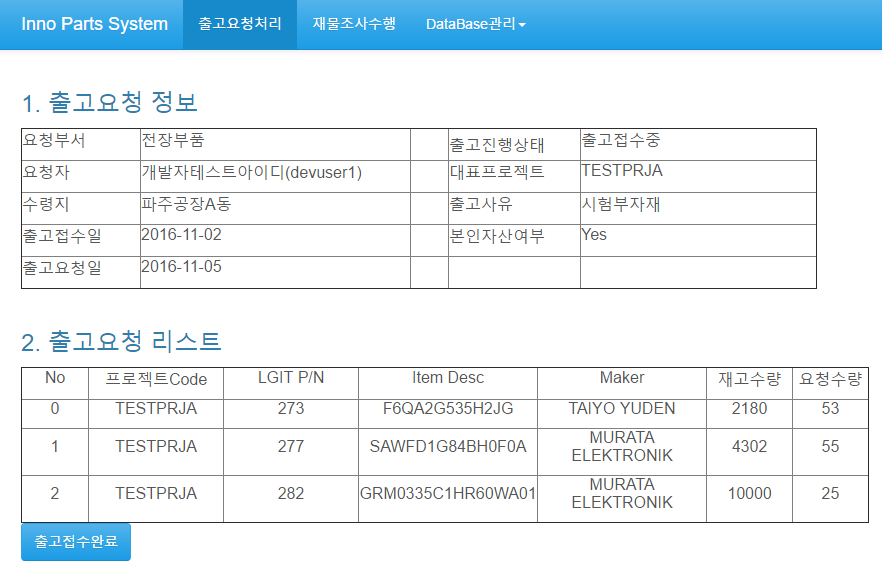 Inno Parts System 출고요청처리 재물조사수행 DataBase관리
1. 출고요청 정보
요청부서 전장부품 출고진행상태 출고접수중
요청자 개발자테스트아이디(devuser1) 대표프로젝트 TESTPRJA
수령지 파주공장A동 출고사유 시험부자재
출고접수일 2016-11-02 본인자산여부 Yes
출고요청일 2016-11-05
2. 출고요청 리스트
No 프로젝트Code LGIT P/N Item Desc Maker 재고수량 요청수량
0 TESTPRJA 273 F6QA2G535H2JG TAIYO YUDEN 2180 53
1 TESTPRJA 277 SAWFD1G84BH0F0A MURATA ELEKTRONIK 4302 55
2 TESTPRJA 282 GRM0335C1HR60WA01 MURATA ELEKTRONIK 10000 25
출고접수완료